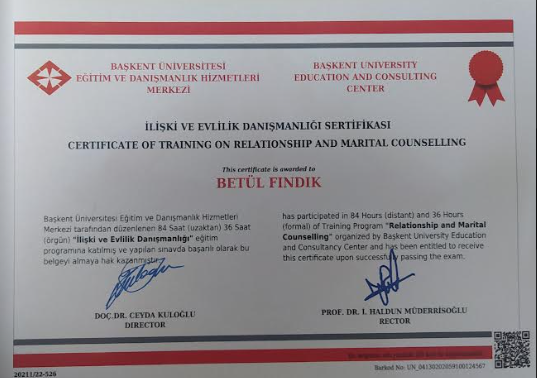 BAŞKENT ÜNİVERSİTESİ
EĞİTİM VE DANIŞMANLIK HİZMETLERİ
MERKEZİ
BAŞKENT UNIVERSITY
EDUCATION AND CONSULTING
CENTER
İLİŞKİ VE EVLİLİK DANIŞMANLIĞI SERTİFİKASI
CERTIFICATE OF TRAINING ON RELATIONSHIP AND MARITAL COUNSELLING
This certificate is awarded to
BETÜL FINDIK
Başkent Üniversitesi Eğitim ve Danışmanlık Hizmetleri
Merkezi tarafından düzenlenen 84 Saat (uzaktan) 36 Saat
(örgün) "İlişki ve Evlilik Danışmanlığı" eğitim
programına katılmış ve yapılan sınavda başarılı olarak bu
belgeyi almaya hak kazanmıştır.
has participated in 84 Hours (distant) and 36 Hours
(formal) of Training Program "Relationship and Marital
Counselling" organized by Başkent University Education
and Consultancy Center and has been entitled to receive
this certificate upon successfuly passing the exam.
DOÇ.DR. CEYDA KULOĞLU
DIRECTOR
PROF. DR. I. HALDUN MÜDERRİSOĞLU
RECTOR
20211/22-526
Barkod No: UN_04130302059100124567